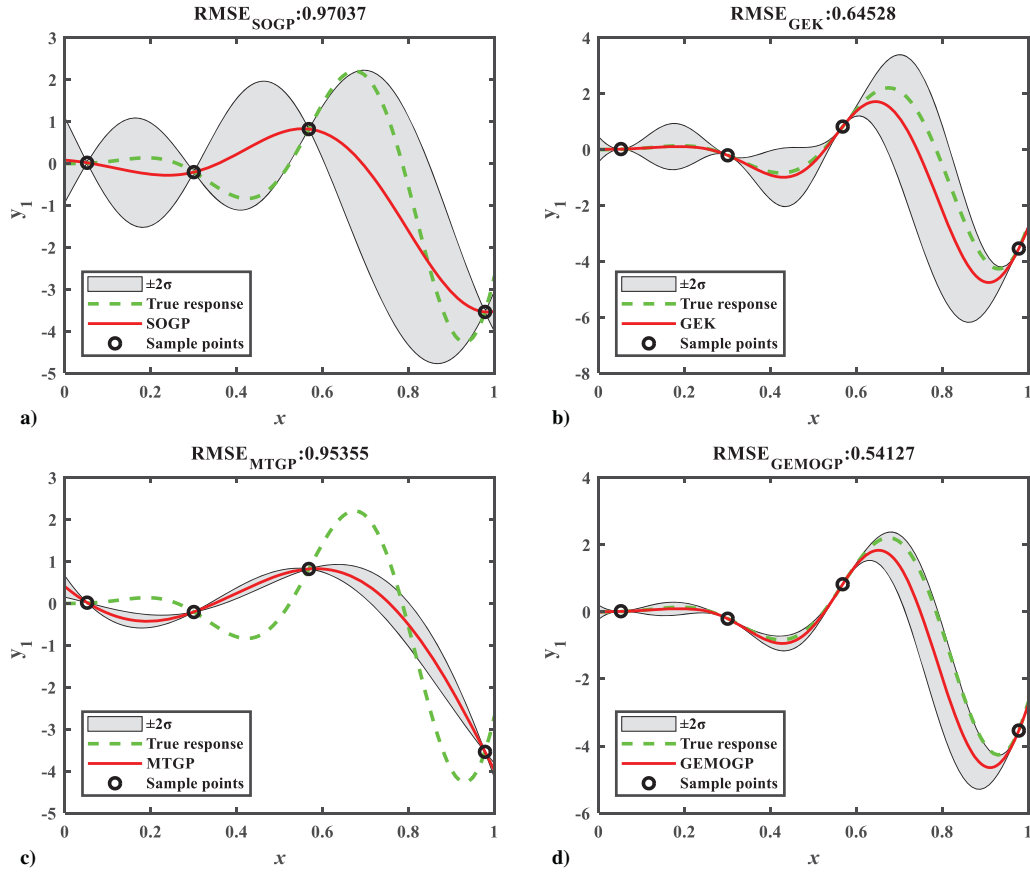 RMSE_SOGP:0.97037
3
2
1
0
-1
-2
-3
-4
-5
y_1
±2σ
True response
SOGP
Sample points
0 0.2 0.4 0.6 0.8 1
a) x
RMSE_GEK:0.64528
4
2
0
-2
-4
-6
-8
y_1
±2σ
True response
GEK
Sample points
0 0.2 0.4 0.6 0.8 1
b) x
RMSE_MTGP:0.95355
3
2
1
0
-1
-2
-3
-4
-5
y_1
±2σ
True response
MTGP
Sample points
0 0.2 0.4 0.6 0.8 1
c) x
RMSE_GEMOGP:0.54127
4
2
0
-2
-4
-6
y_1
±2σ
True response
GEMOGP
Sample points
0 0.2 0.4 0.6 0.8 1
d) x